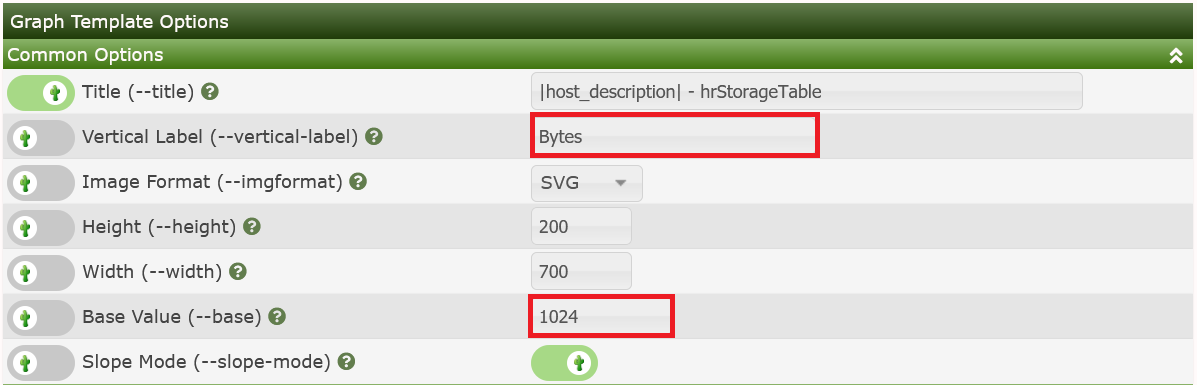 Graph Template Options
Common Options
Title (--title) |host_description| - hrStorageTable
Vertical Label (--vertical-label) Bytes
Image Format (--imgformat) SVG
Height (--height) 200
Width (--width) 700
Base Value (--base) 1024
Slope Mode (--slope-mode)